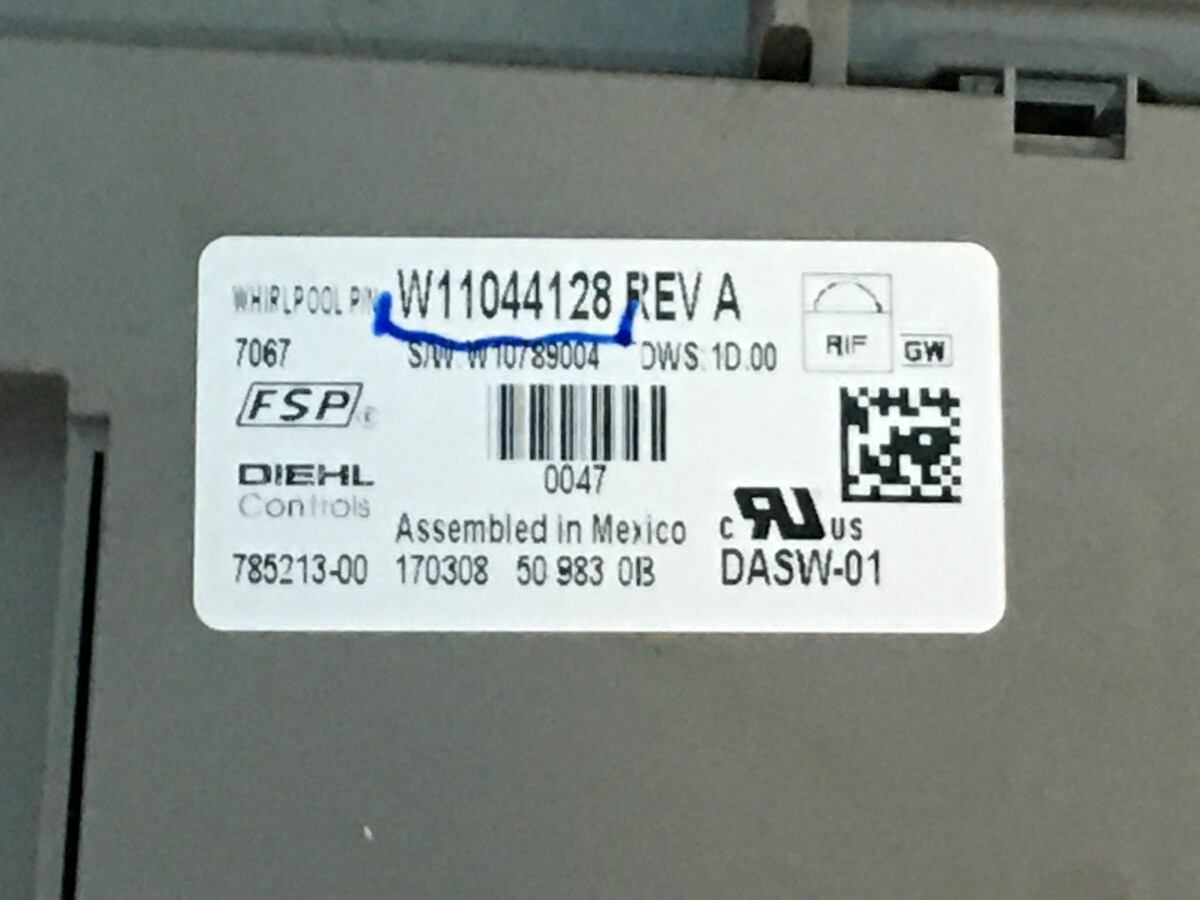 WHIRLPOOL P/N W11044128 REV A
7067 S/W W10789004 DWS 1D.00
RIF GW
FSP®
0047
DIEHL
Controls
Assembled in Mexico
C RU US
785213-00 170308 50 983 0B DASW-01